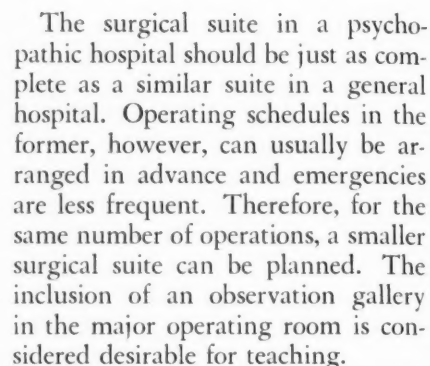 The surgical suite in a psycho-
pathic hospital should be just as com-
plete as a similar suite in a general
hospital. Operating schedules in the
former, however, can usually be ar-
ranged in advance and emergencies
are less frequent. Therefore, for the
same number of operations, a smaller
surgical suite can be planned. The
inclusion of an observation gallery
in the major operating room is con-
sidered desirable for teaching.